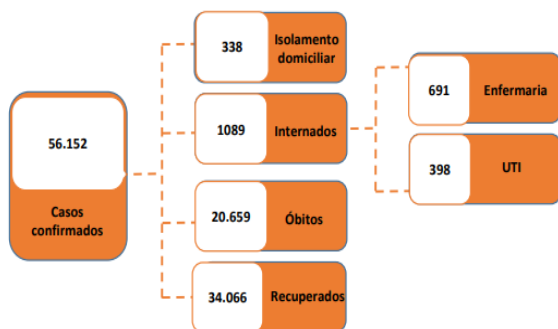 56.152
Casos
confirmados
338
Isolamento
domiciliar
1089
Internados
20.659
Óbitos
34.066
Recuperados
691
Enfermaria
398
UTI